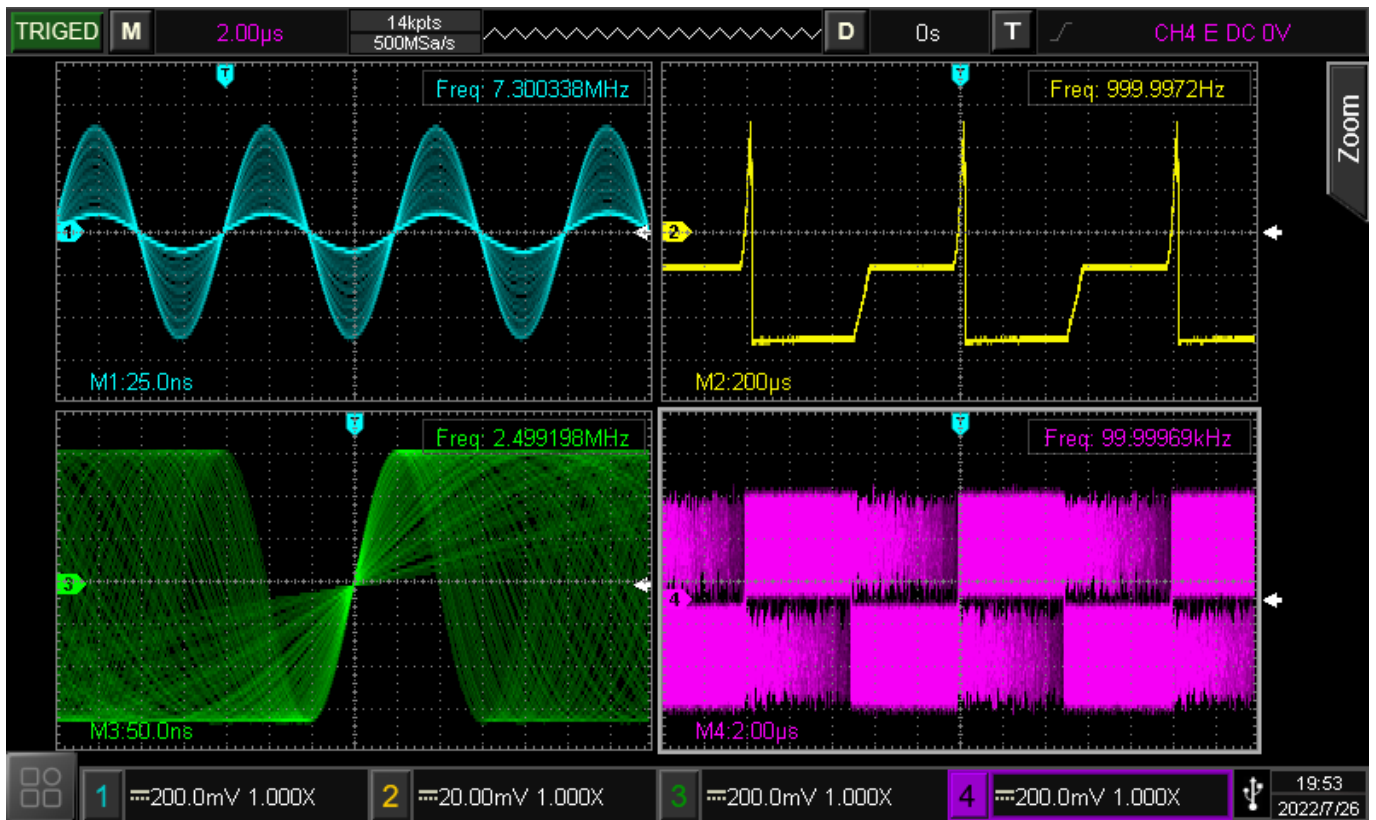 TRIGED M 2.00µs 14kpts D 0s T CH4 E DC 0V
500MSa/s
T Freq: 7.300338MHz
1
M1:25.0ns
T Freq: 999.9972Hz
2
M2:200µs
Zoom
T Freq: 2.499198MHz
3
M3:50.0ns
T Freq: 99.99969kHz
4
M4:2.00µs
1 200.0mV 1.000X 2 20.00mV 1.000X 3 200.0mV 1.000X 4 200.0mV 1.000X 19:53
2022/7/26